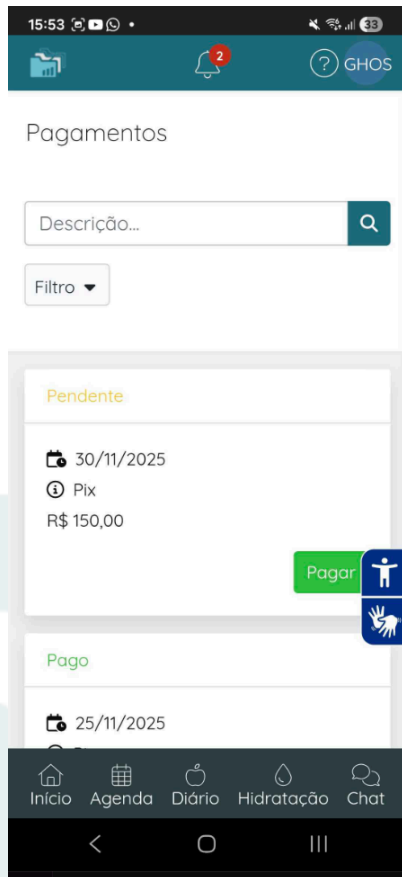 15:53
33
2
? GHOS
Pagamentos
Descrição...
Filtro
Pendente
30/11/2025
Pix
R$ 150,00
Pagar
Pago
25/11/2025
Início Agenda Diário Hidratação Chat